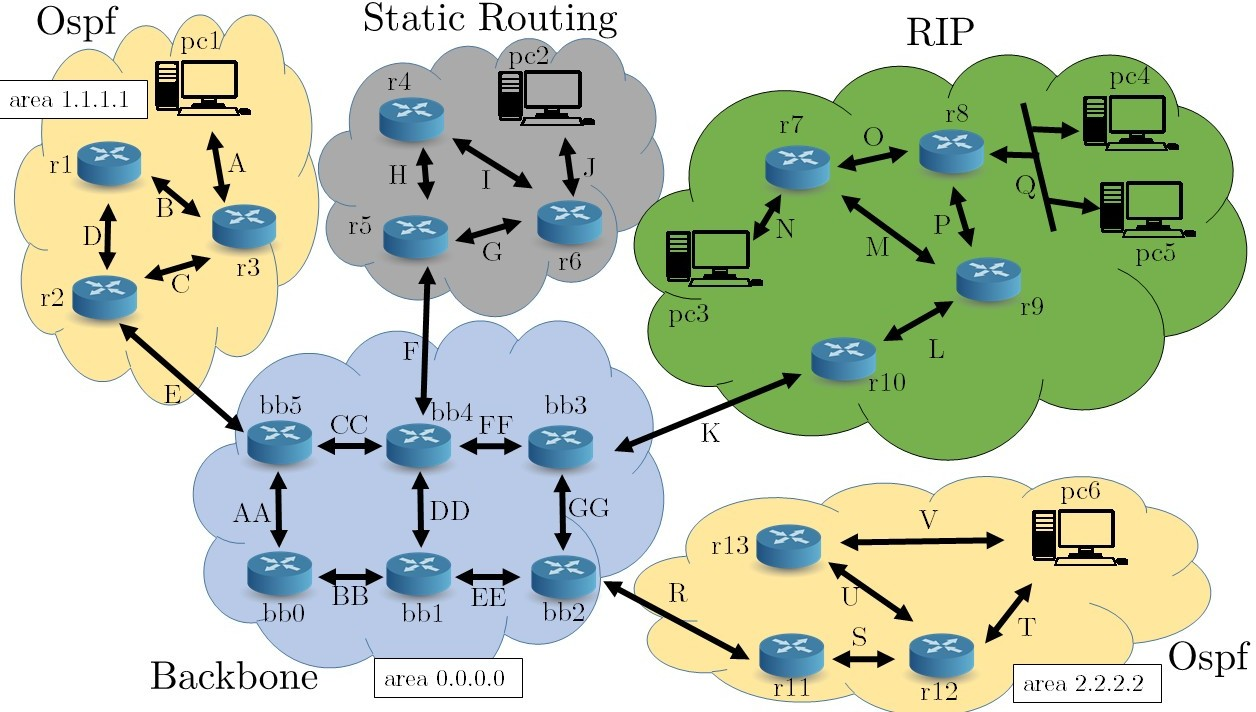 Ospf
Static Routing
RIP
pc1
pc2
pc4
area 1.1.1.1
r4
r7
r8
O
r1
A
H
I
J
Q
B
N
P
pc5
D
r5
G
M
r3
r6
C
r2
pc3
r9
F
L
E
r10
bb5
bb4
bb3
CC
FF
K
pc6
AA
DD
GG
r13
V
BB
EE
R
U
bb0
bb1
bb2
S
T
Backbone
area 0.0.0.0
r11
r12
area 2.2.2.2
Ospf